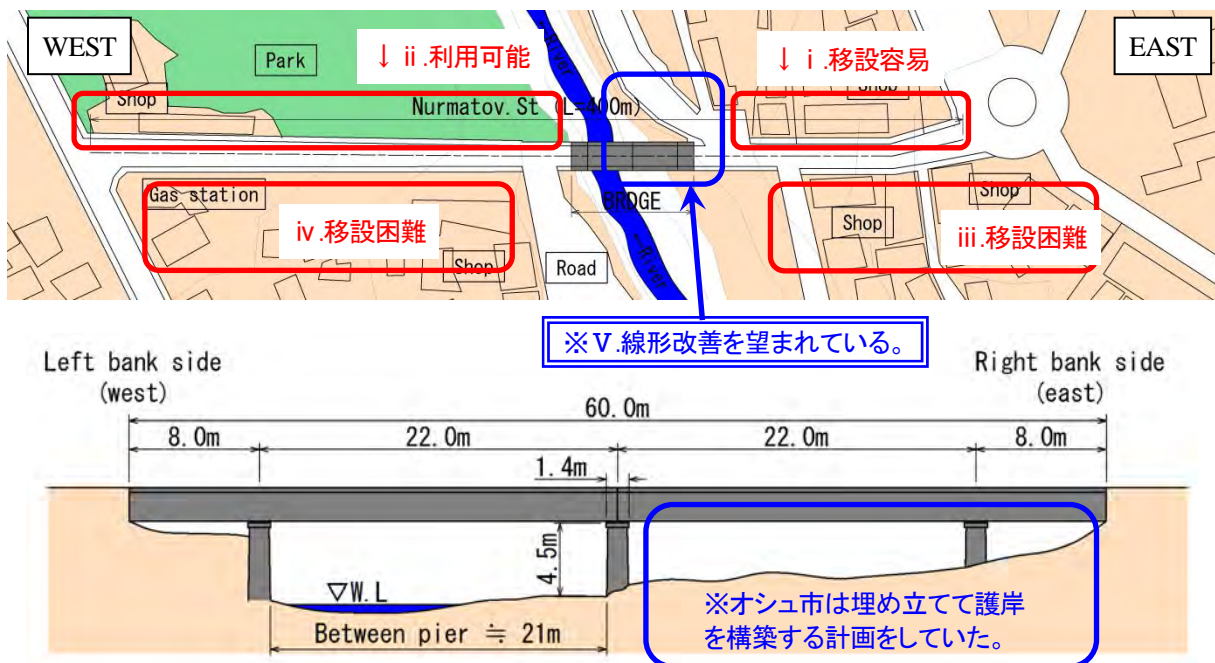 WEST
EAST
Park
↓ ⅱ.利用可能
↓ ⅰ.移設容易
←River
Shop
Shop
Nurmatov. St (L=400m)
Gas station
BRDGE
Shop
Shop
ⅳ.移設困難
ⅲ.移設困難
Shop
Road
←River
※Ⅴ.線形改善を望まれている。
Left bank side
(west)
Right bank side
(east)
60.0m
8.0m
22.0m
22.0m
8.0m
1.4m
4.5m
▽W.L
Between pier ≒ 21m
※オシュ市は埋め立てて護岸
を構築する計画をしていた。